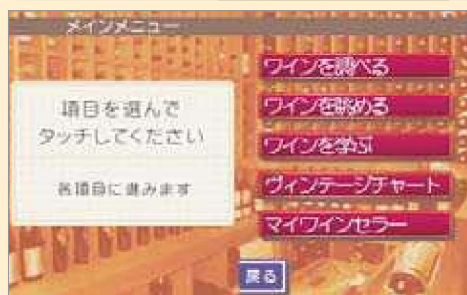 メインメニュー
項目を選んで
タッチしてください
各項目に進みます
ワインを調べる
ワインを眺める
ワインを学ぶ
ヴィンテージチャート
マイワインセラー
戻る